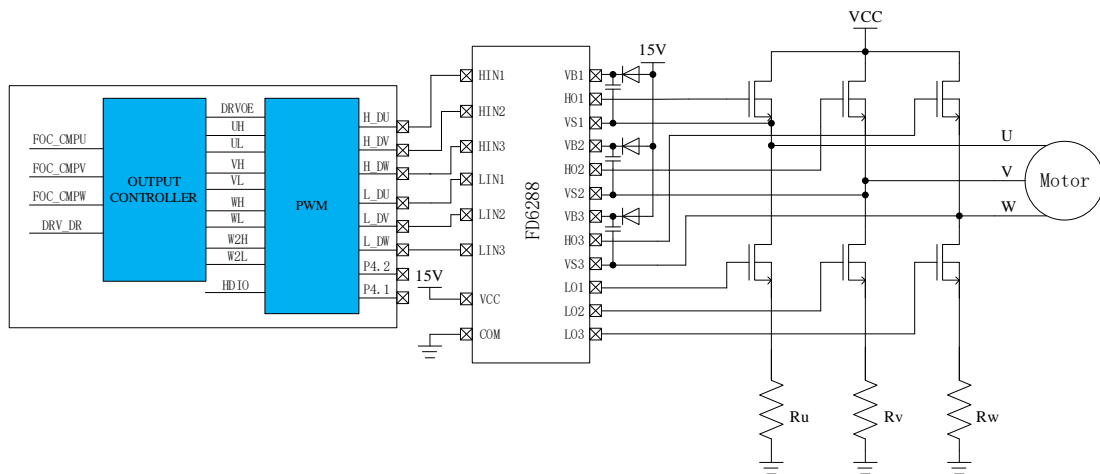 FOC_CMPU
FOC_CMPV
FOC_CMPW
DRV_DR
OUTPUT
CONTROLLER
DRVOE
UH
UL
VH
VL
WH
WL
W2H
W2L
HDIO
PWM
H_DU
H_DV
H_DW
L_DU
L_DV
L_DW
P4.2
P4.1
15V
HIN1
HIN2
HIN3
LIN1
LIN2
LIN3
VCC
COM
FD6288
VB1
HO1
VS1
VB2
HO2
VS2
VB3
HO3
VS3
LO1
LO2
LO3
15V
VCC
U
V
W
Motor
Ru
Rv
Rw